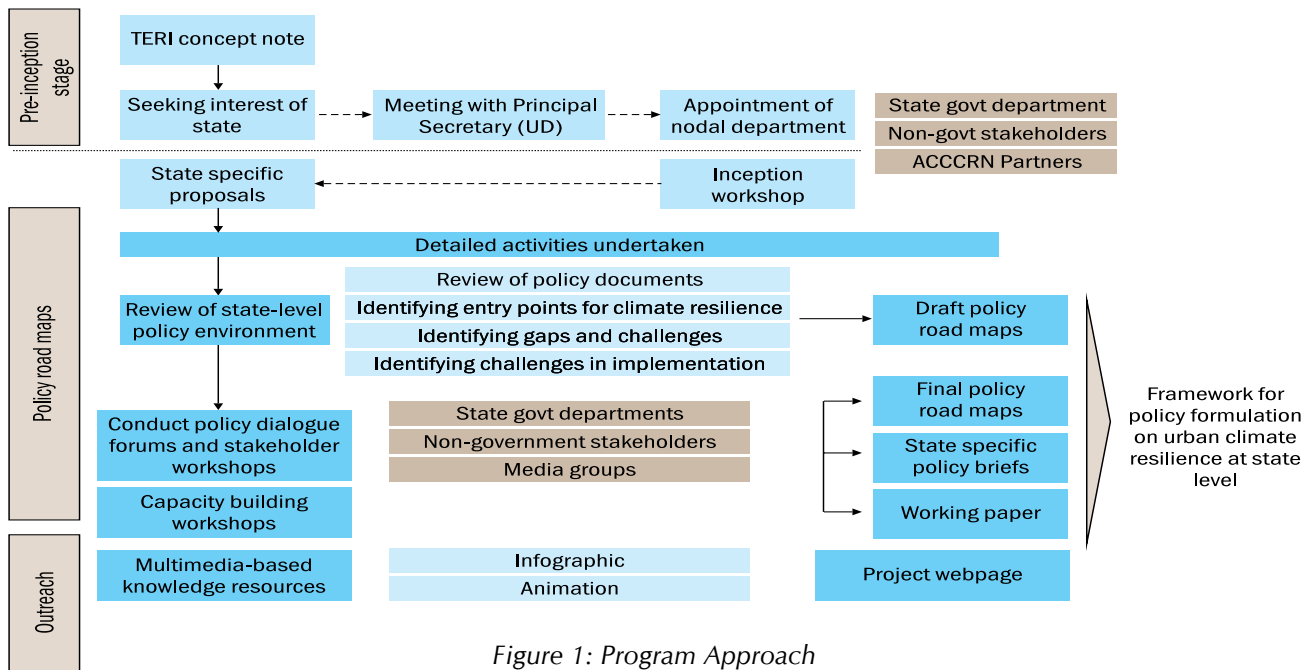 Pre-inception
stage
TERI concept note
Seeking interest of
state
Meeting with Principal
Secretary (UD)
Appointment of
nodal department
State govt department
Non-govt stakeholders
ACCCRN Partners
State specific
proposals
Inception
workshop
Policy road maps
Detailed activities undertaken
Review of state-level
policy environment
Review of policy documents
Identifying entry points for climate resilience
Identifying gaps and challenges
Identifying challenges in implementation
Draft policy
road maps
Conduct policy dialogue
forums and stakeholder
workshops
Capacity building
workshops
State govt departments
Non-government stakeholders
Media groups
Final policy
road maps
State specific
policy briefs
Working paper
Framework for
policy formulation
on urban climate
resilience at state
level
Outreach
Multimedia-based
knowledge resources
Infographic
Animation
Project webpage
Figure 1: Program Approach